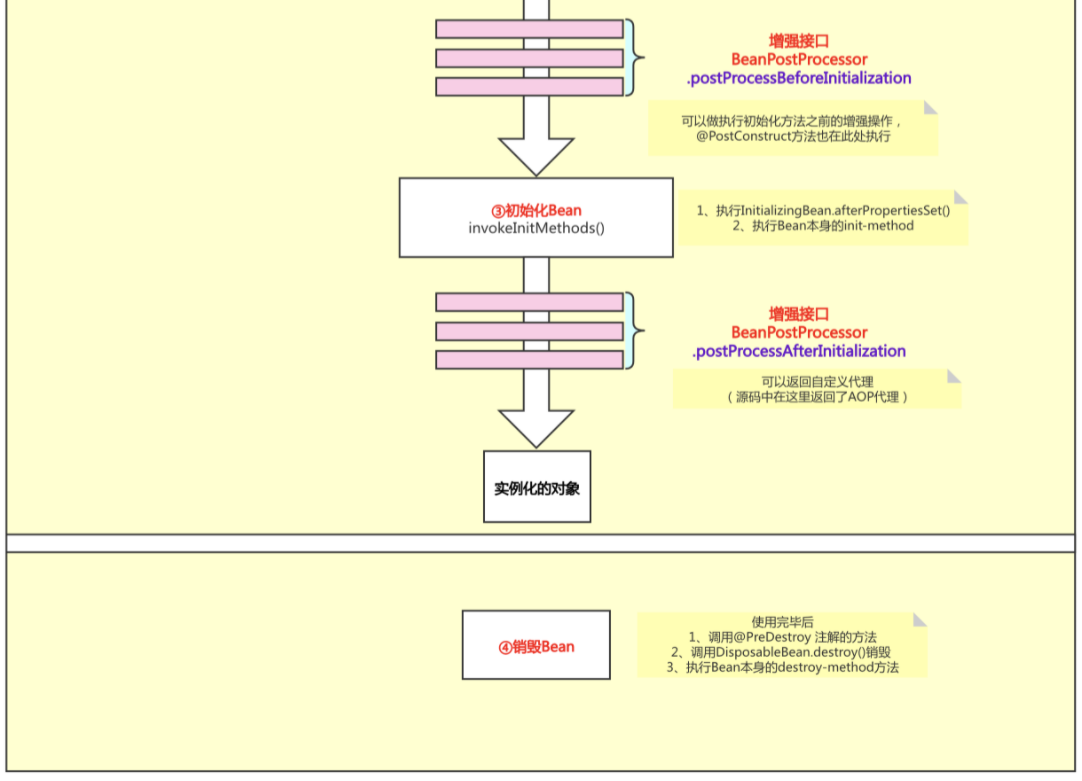 增强接口
BeanPostProcessor
.postProcessBeforeInitialization
可以做执行初始化方法之前的增强操作，
@PostConstruct方法也在此处执行
③初始化Bean
invokeInitMethods()
1、执行InitializingBean.afterPropertiesSet()
2、执行Bean本身的init-method
增强接口
BeanPostProcessor
.postProcessAfterInitialization
可以返回自定义代理
（源码中在这里返回了AOP代理）
实例化的对象
④销毁Bean
使用完毕后
1、调用@PreDestroy 注解的方法
2、调用DisposableBean.destroy()销毁
3、执行Bean本身的destroy-method方法